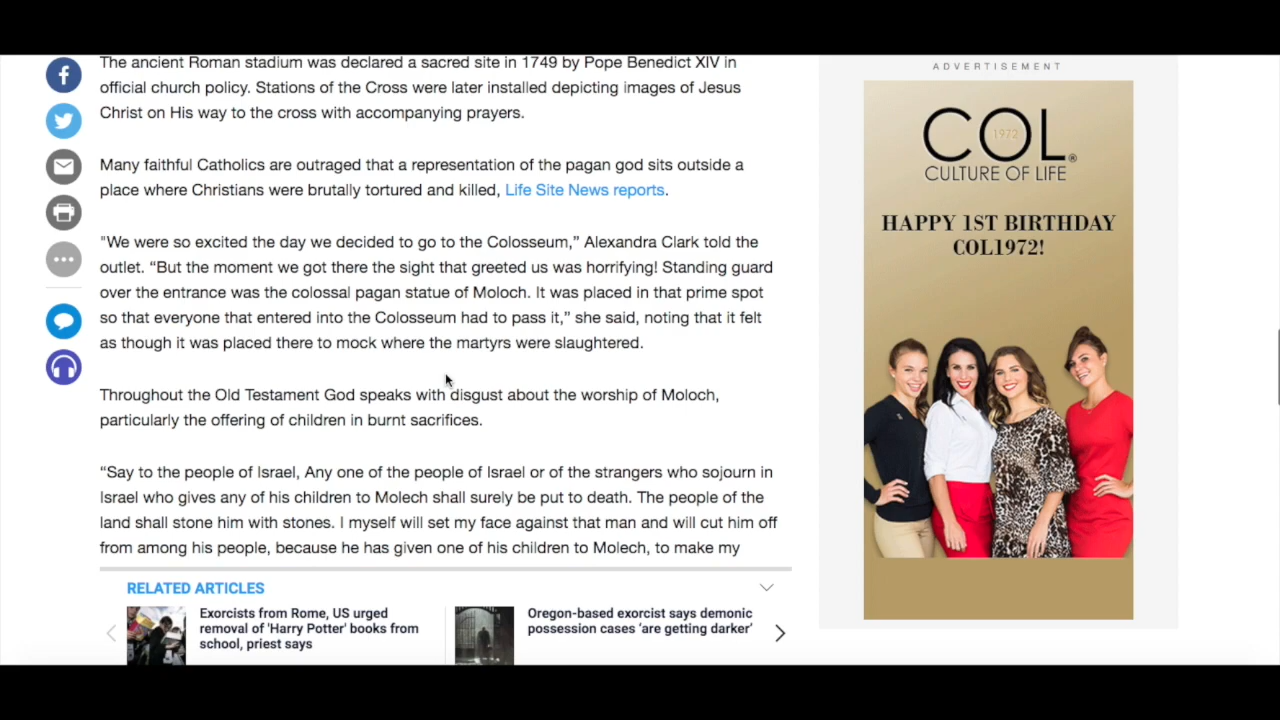 The ancient Roman stadium was declared a sacred site in 1749 by Pope Benedict XIV in
official church policy. Stations of the Cross were later installed depicting images of Jesus
Christ on His way to the cross with accompanying prayers.
Many faithful Catholics are outraged that a representation of the pagan god sits outside a
place where Christians were brutally tortured and killed, Life Site News reports.
"We were so excited the day we decided to go to the Colosseum,” Alexandra Clark told the
outlet. “But the moment we got there the sight that greeted us was horrifying! Standing guard
over the entrance was the colossal pagan statue of Moloch. It was placed in that prime spot
so that everyone that entered into the Colosseum had to pass it,” she said, noting that it felt
as though it was placed there to mock where the martyrs were slaughtered.
Throughout the Old Testament God speaks with disgust about the worship of Moloch,
particularly the offering of children in burnt sacrifices.
“Say to the people of Israel, Any one of the people of Israel or of the strangers who sojourn in
Israel who gives any of his children to Molech shall surely be put to death. The people of the
land shall stone him with stones. I myself will set my face against that man and will cut him off
from among his people, because he has given one of his children to Molech, to make my
RELATED ARTICLES
Exorcists from Rome, US urged
removal of 'Harry Potter' books from
school, priest says
Oregon-based exorcist says demonic
possession cases ‘are getting darker’
ADVERTISEMENT
COL®
1972
CULTURE OF LIFE
HAPPY 1ST BIRTHDAY
COL1972!